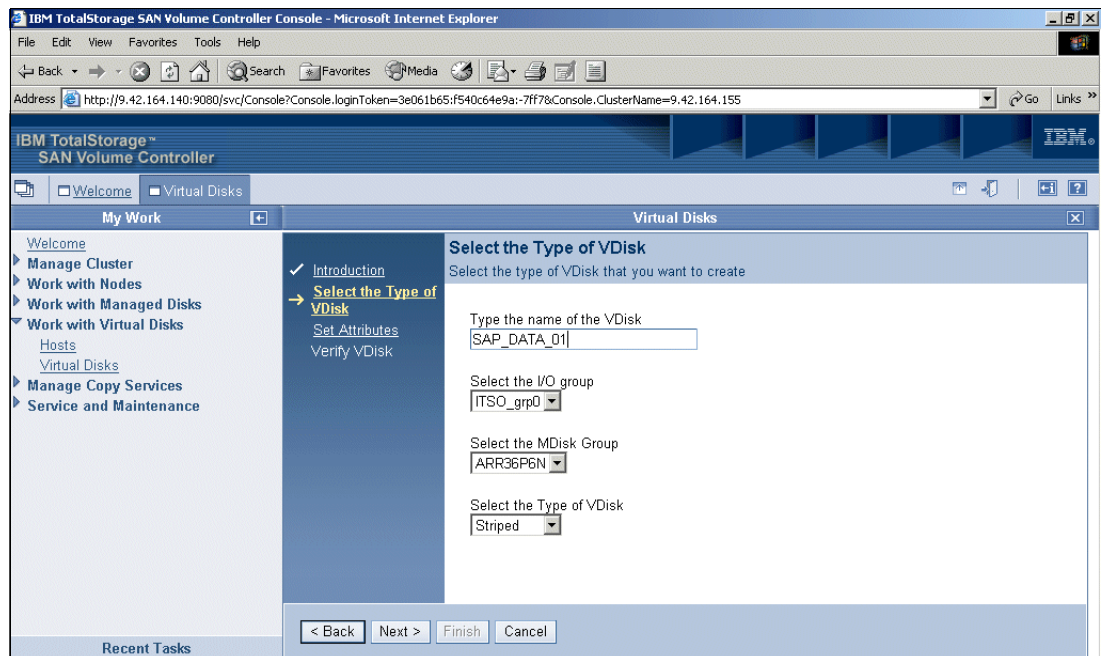 IBM TotalStorage SAN Volume Controller Console - Microsoft Internet Explorer
File Edit View Favorites Tools Help
Back Search Favorites Media
Address http://9.42.164.140:9080/svc/Console?Console.loginToken=3e061b65:f540c64e9a:-7ff7&Console.ClusterName=9.42.164.155 Go Links »
IBM TotalStorage™
SAN Volume Controller
IBM®
Welcome Virtual Disks
My Work
Virtual Disks
Welcome
Manage Cluster
Work with Nodes
Work with Managed Disks
Work with Virtual Disks
Hosts
Virtual Disks
Manage Copy Services
Service and Maintenance
Recent Tasks
Introduction
Select the Type of
VDisk
Set Attributes
Verify VDisk
Select the Type of VDisk
Select the type of VDisk that you want to create
Type the name of the VDisk
SAP_DATA_01
Select the I/O group
ITSO_grp0
Select the MDisk Group
ARR36P6N
Select the Type of VDisk
Striped
< Back Next > Finish Cancel